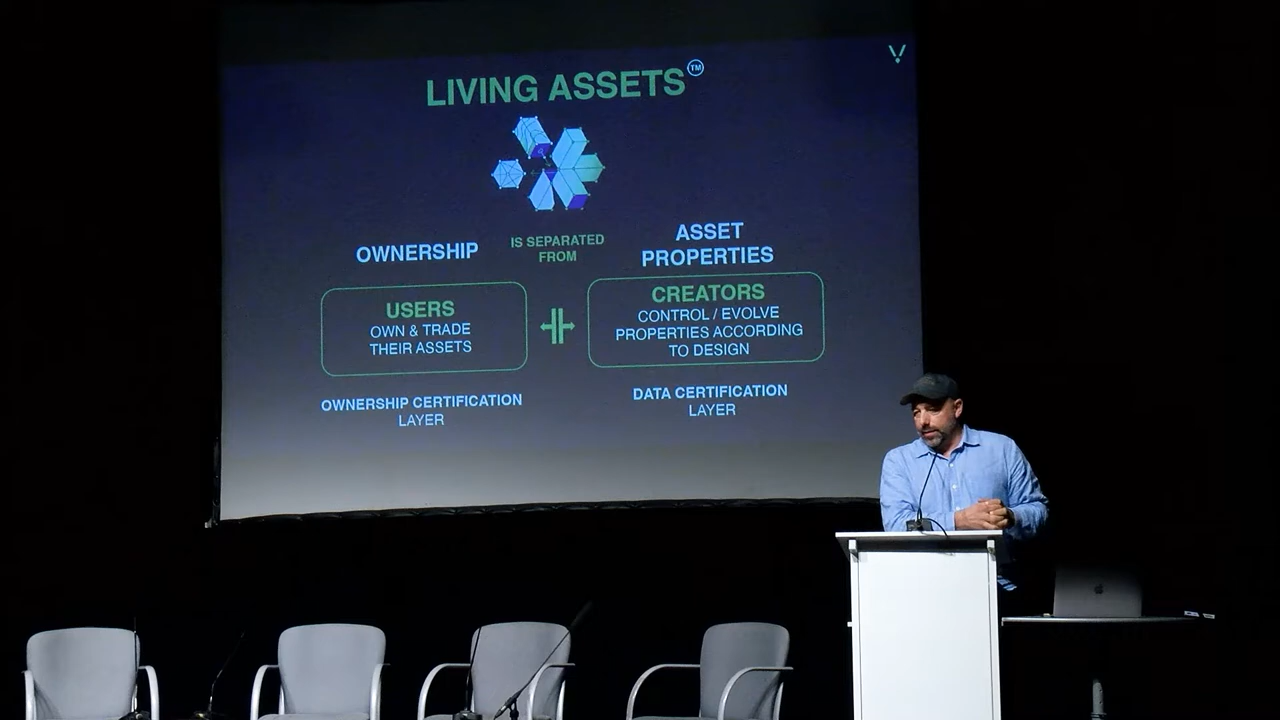 LIVING ASSETS™
OWNERSHIP
IS SEPARATED
FROM
ASSET
PROPERTIES
USERS
OWN & TRADE
THEIR ASSETS
CREATORS
CONTROL / EVOLVE
PROPERTIES ACCORDING
TO DESIGN
OWNERSHIP CERTIFICATION
LAYER
DATA CERTIFICATION
LAYER